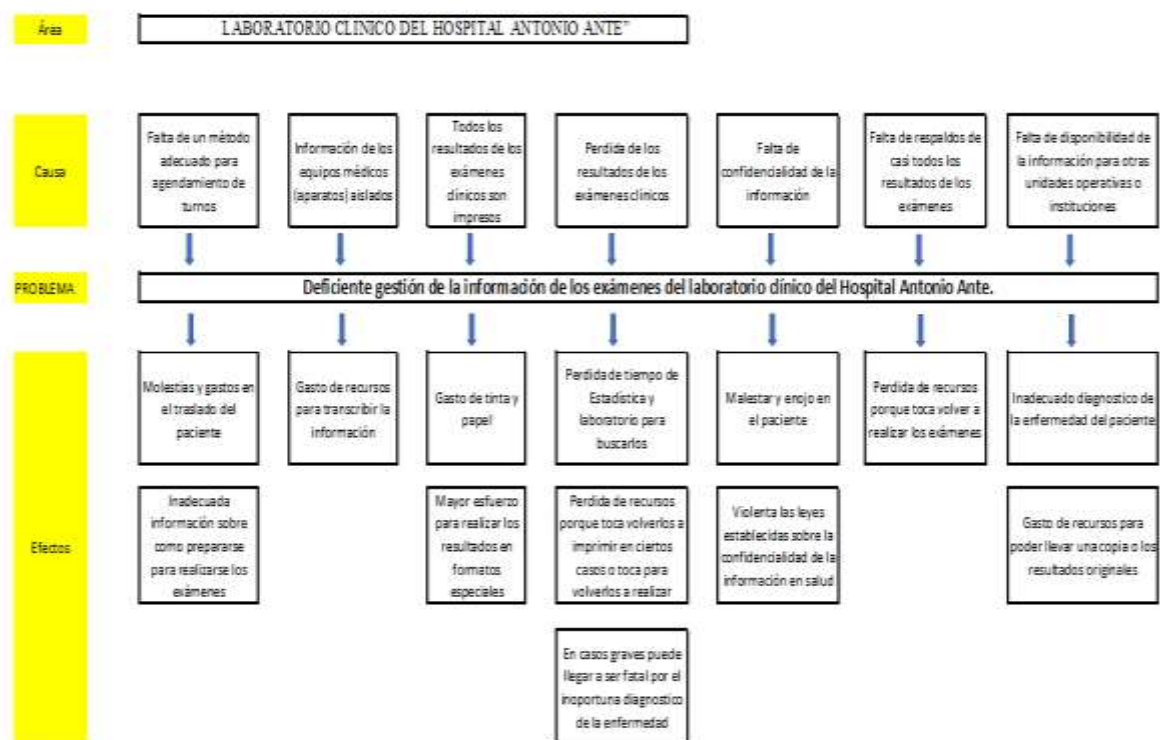 Área
LABORATORIO CLINICO DEL HOSPITAL ANTONIO ANTE"
Causa
Falta de un método
adecuado para
agendamiento de
turnos
Información de los
equipos médicos
(aparatos) aislados
Todos los
resultados de los
exámenes
clínicos son
impresos
Perdida de los
resultados de los
exámenes clínicos
Falta de
confidencialidad de la
información
Falta de respaldos de
casi todos los
resultados de los
exámenes
Falta de disponibilidad de
la información para otras
unidades operativas o
instituciones
PROBLEMA
Deficiente gestión de la información de los exámenes del laboratorio clínico del Hospital Antonio Ante.
Efectos
Molestias y gastos en
el traslado del
paciente
Gasto de recursos
para transcribir la
información
Gasto de tinta y
papel
Perdida de tiempo de
Estadística y
laboratorio para
buscarlos
Malestar y enojo en
el paciente
Perdida de recursos
porque toca volver a
realizar los exámenes
Inadecuado diagnostico de
la enfermedad del paciente
Inadecuada
información sobre
como prepararse
para realizarse los
exámenes
Mayor esfuerzo
para realizar los
resultados en
formatos
especiales
Perdida de recursos
porque toca volverlos a
imprimir en ciertos
casos o toca para
volverlos a realizar
Violenta las leyes
establecidas sobre la
confidencialidad de la
información en salud
Gasto de recursos para
poder llevar una copia o los
resultados originales
En casos graves puede
llegar a ser fatal por el
inoportuna diagnostico
de la enfermedad